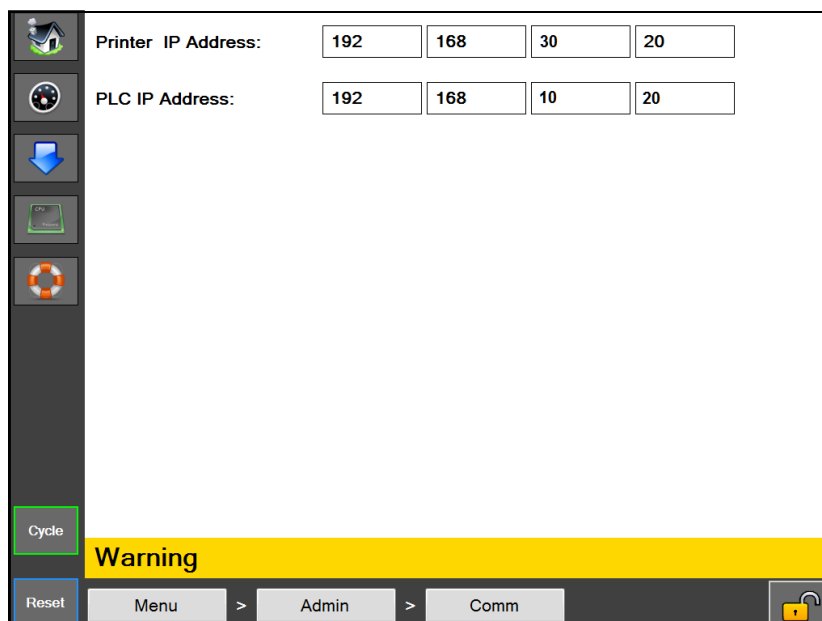 Printer IP Address: 192 168 30 20
PLC IP Address: 192 168 10 20
CPU
Cycle
Warning
Reset Menu > Admin > Comm